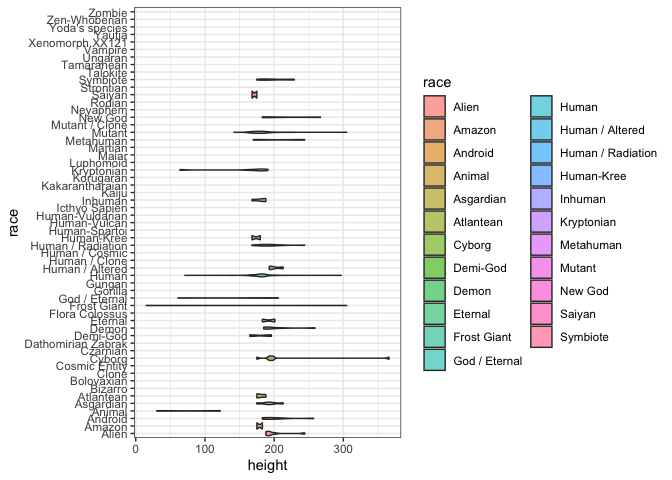 Zombie
Zen-Whoberian
Yoda's species
Yautja
Xenomorph XX121
Vampire
Ungaran
Tamaranean
Talokite
Symbiote
Strontian
Saiyan
Rodian
Neyaphem
New God
Mutant / Clone
Mutant
Metahuman
Martian
Maiar
Luphomoid
Kryptonian
Korugaran
Kakarantharaian
Kaiju
Inhuman
Icthyo Sapien
Human-Vuldarian
Human-Vulcan
Human-Spartoi
Human-Kree
Human / Radiation
Human / Cosmic
Human / Clone
Human / Altered
Human
Gungan
Gorilla
God / Eternal
Frost Giant
Flora Colossus
Eternal
Demon
Demi-God
Dathomirian Zabrak
Czarnian
Cyborg
Cosmic Entity
Clone
Bolovaxian
Bizarro
Atlantean
Asgardian
Animal
Android
Amazon
Alien
race
0 100 200 300
height
race
Alien
Amazon
Android
Animal
Asgardian
Atlantean
Cyborg
Demi-God
Demon
Eternal
Frost Giant
God / Eternal
Human
Human / Altered
Human / Radiation
Human-Kree
Inhuman
Kryptonian
Metahuman
Mutant
New God
Saiyan
Symbiote